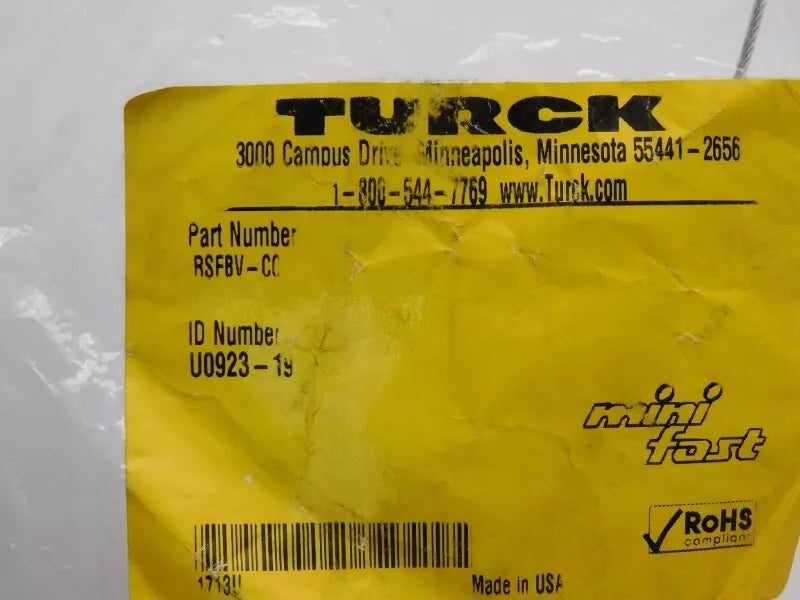 TURCK
3000 Campus Drive Minneapolis, Minnesota 55441-2656
1-800-544-7769 www.Turck.com
Part Number
RSFBV-CC
ID Number
U0923-19
mini
fast
RoHS
compliant
1713U
Made in USA